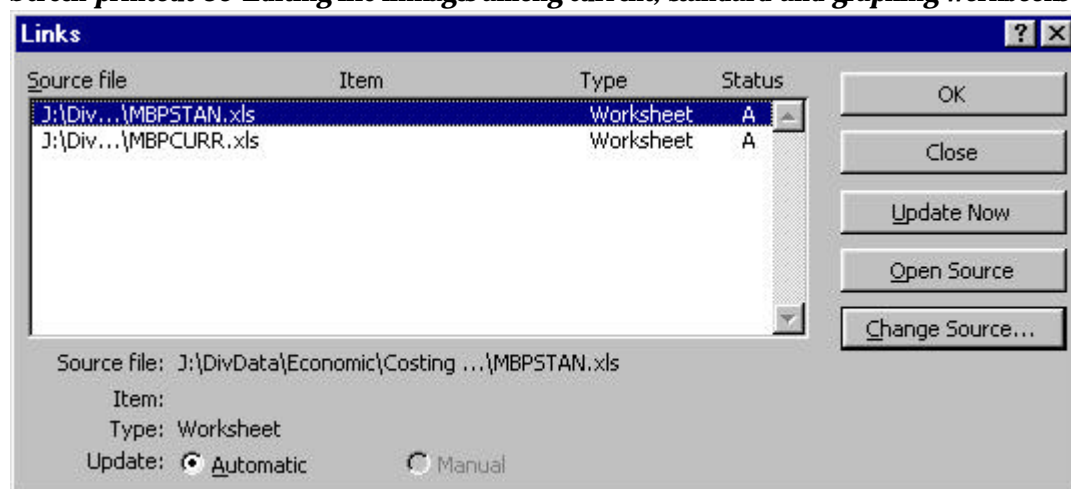 Screen printout 30 Editing the linkages among current, standard and graphing workbooks
Links
Source file Item Type Status
J:\Div...\MBPSTAN.xls Worksheet A
J:\Div...\MBPCURR.xls Worksheet A
OK
Close
Update Now
Open Source
Change Source...
Source file: J:\DivData\Economic\Costing ...\MBPSTAN.xls
Item:
Type: Worksheet
Update: Automatic Manual